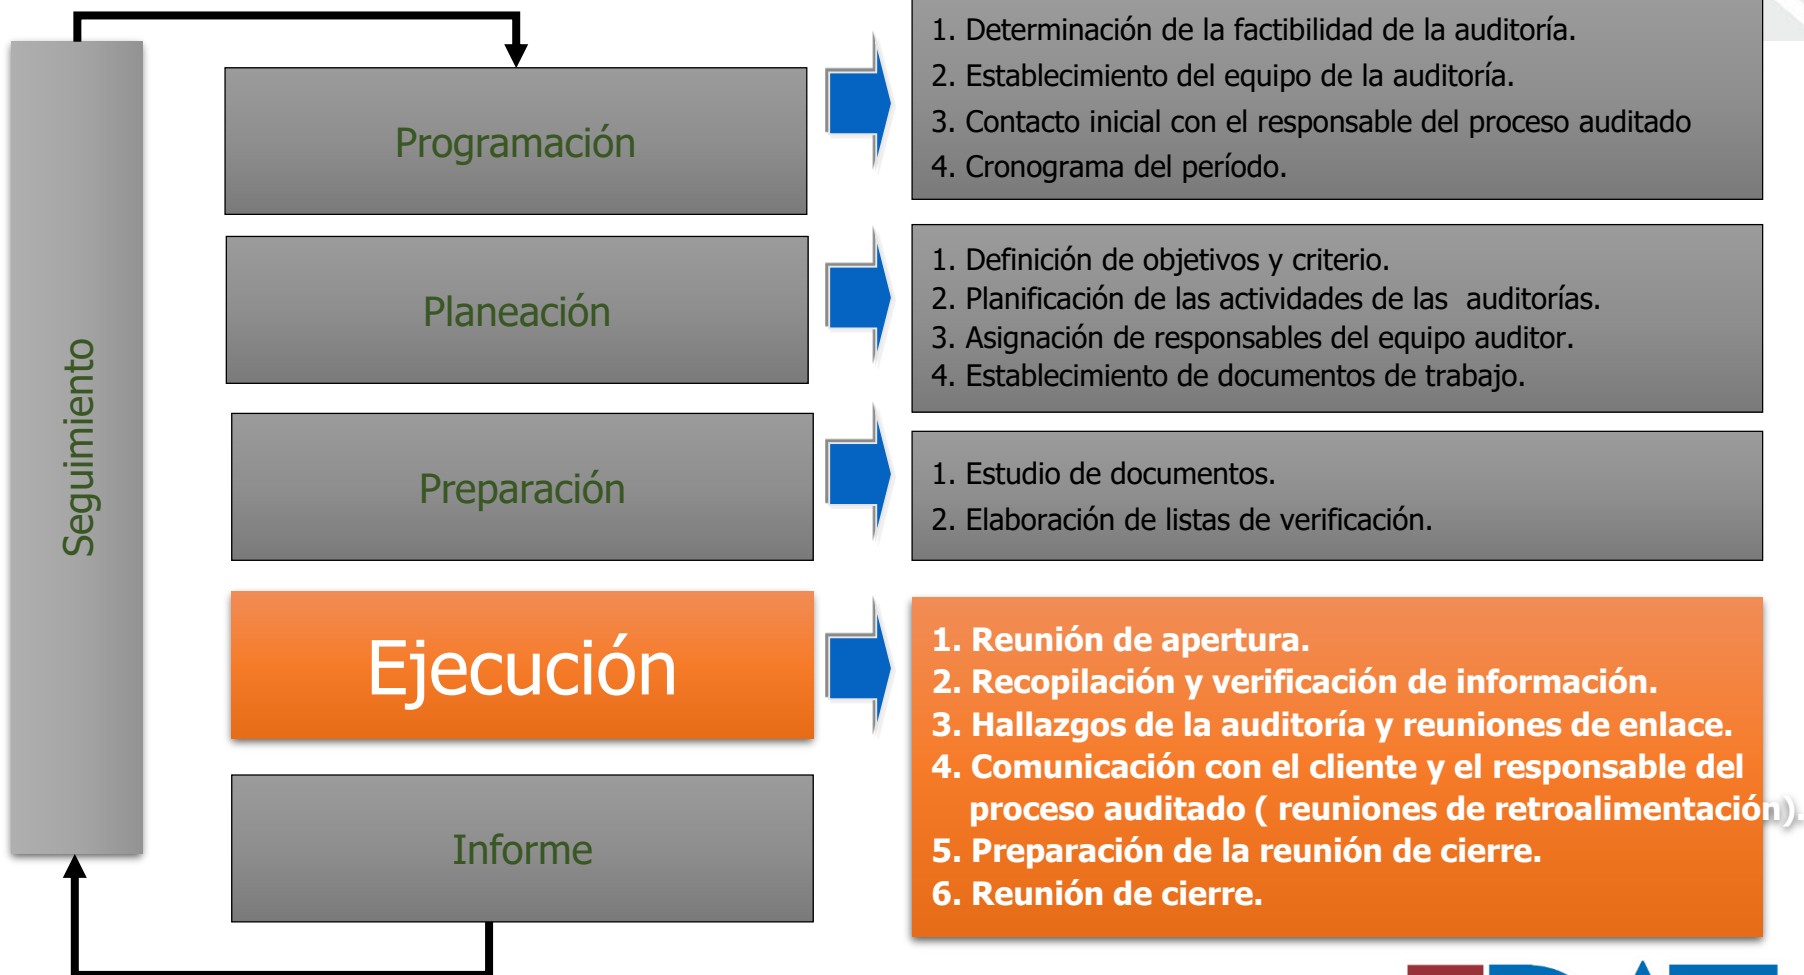 Seguimiento
Programación
1. Determinación de la factibilidad de la auditoría.
2. Establecimiento del equipo de la auditoría.
3. Contacto inicial con el responsable del proceso auditado
4. Cronograma del período.
Planeación
1. Definición de objetivos y criterio.
2. Planificación de las actividades de las  auditorías.
3. Asignación de responsables del equipo auditor.
4. Establecimiento de documentos de trabajo.
Preparación
1. Estudio de documentos.
2. Elaboración de listas de verificación.
Ejecución
1. Reunión de apertura.
2. Recopilación y verificación de información.
3. Hallazgos de la auditoría y reuniones de enlace.
4. Comunicación con el cliente y el responsable del
proceso auditado ( reuniones de retroalimentación).
5. Preparación de la reunión de cierre.
6. Reunión de cierre.
Informe